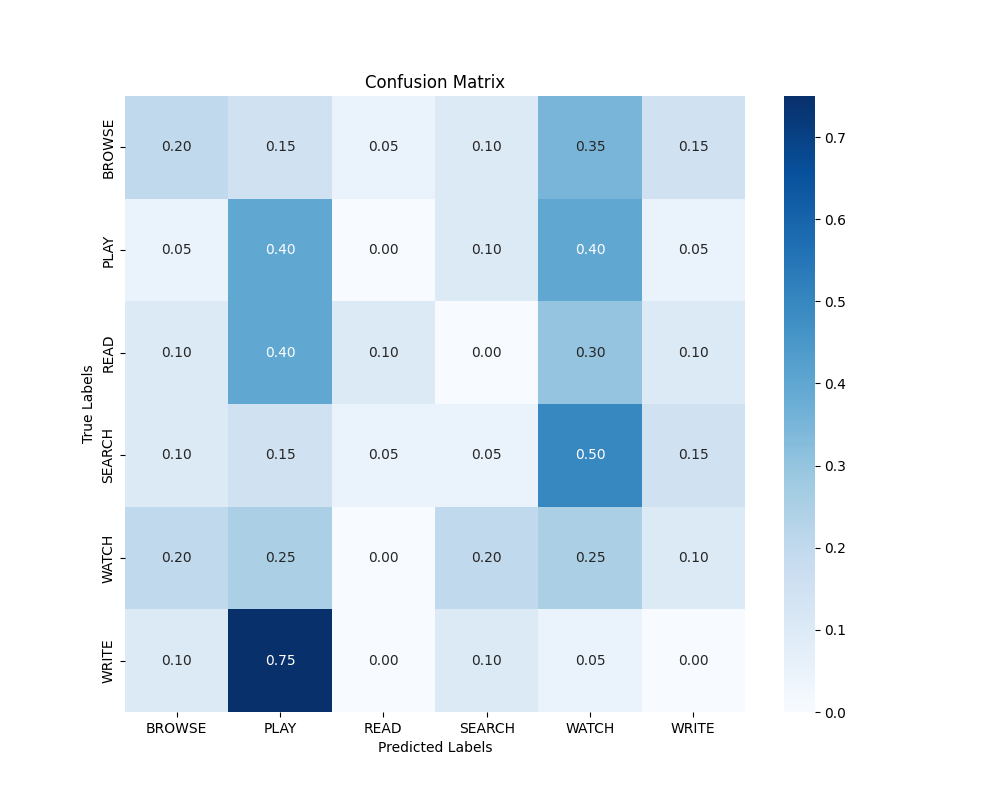 Confusion Matrix
True Labels
BROWSE 0.20 0.15 0.05 0.10 0.35 0.15
PLAY 0.05 0.40 0.00 0.10 0.40 0.05
READ 0.10 0.40 0.10 0.00 0.30 0.10
SEARCH 0.10 0.15 0.05 0.05 0.50 0.15
WATCH 0.20 0.25 0.00 0.20 0.25 0.10
WRITE 0.10 0.75 0.00 0.10 0.05 0.00
BROWSE PLAY READ SEARCH WATCH WRITE
Predicted Labels
0.7
0.6
0.5
0.4
0.3
0.2
0.1
0.0